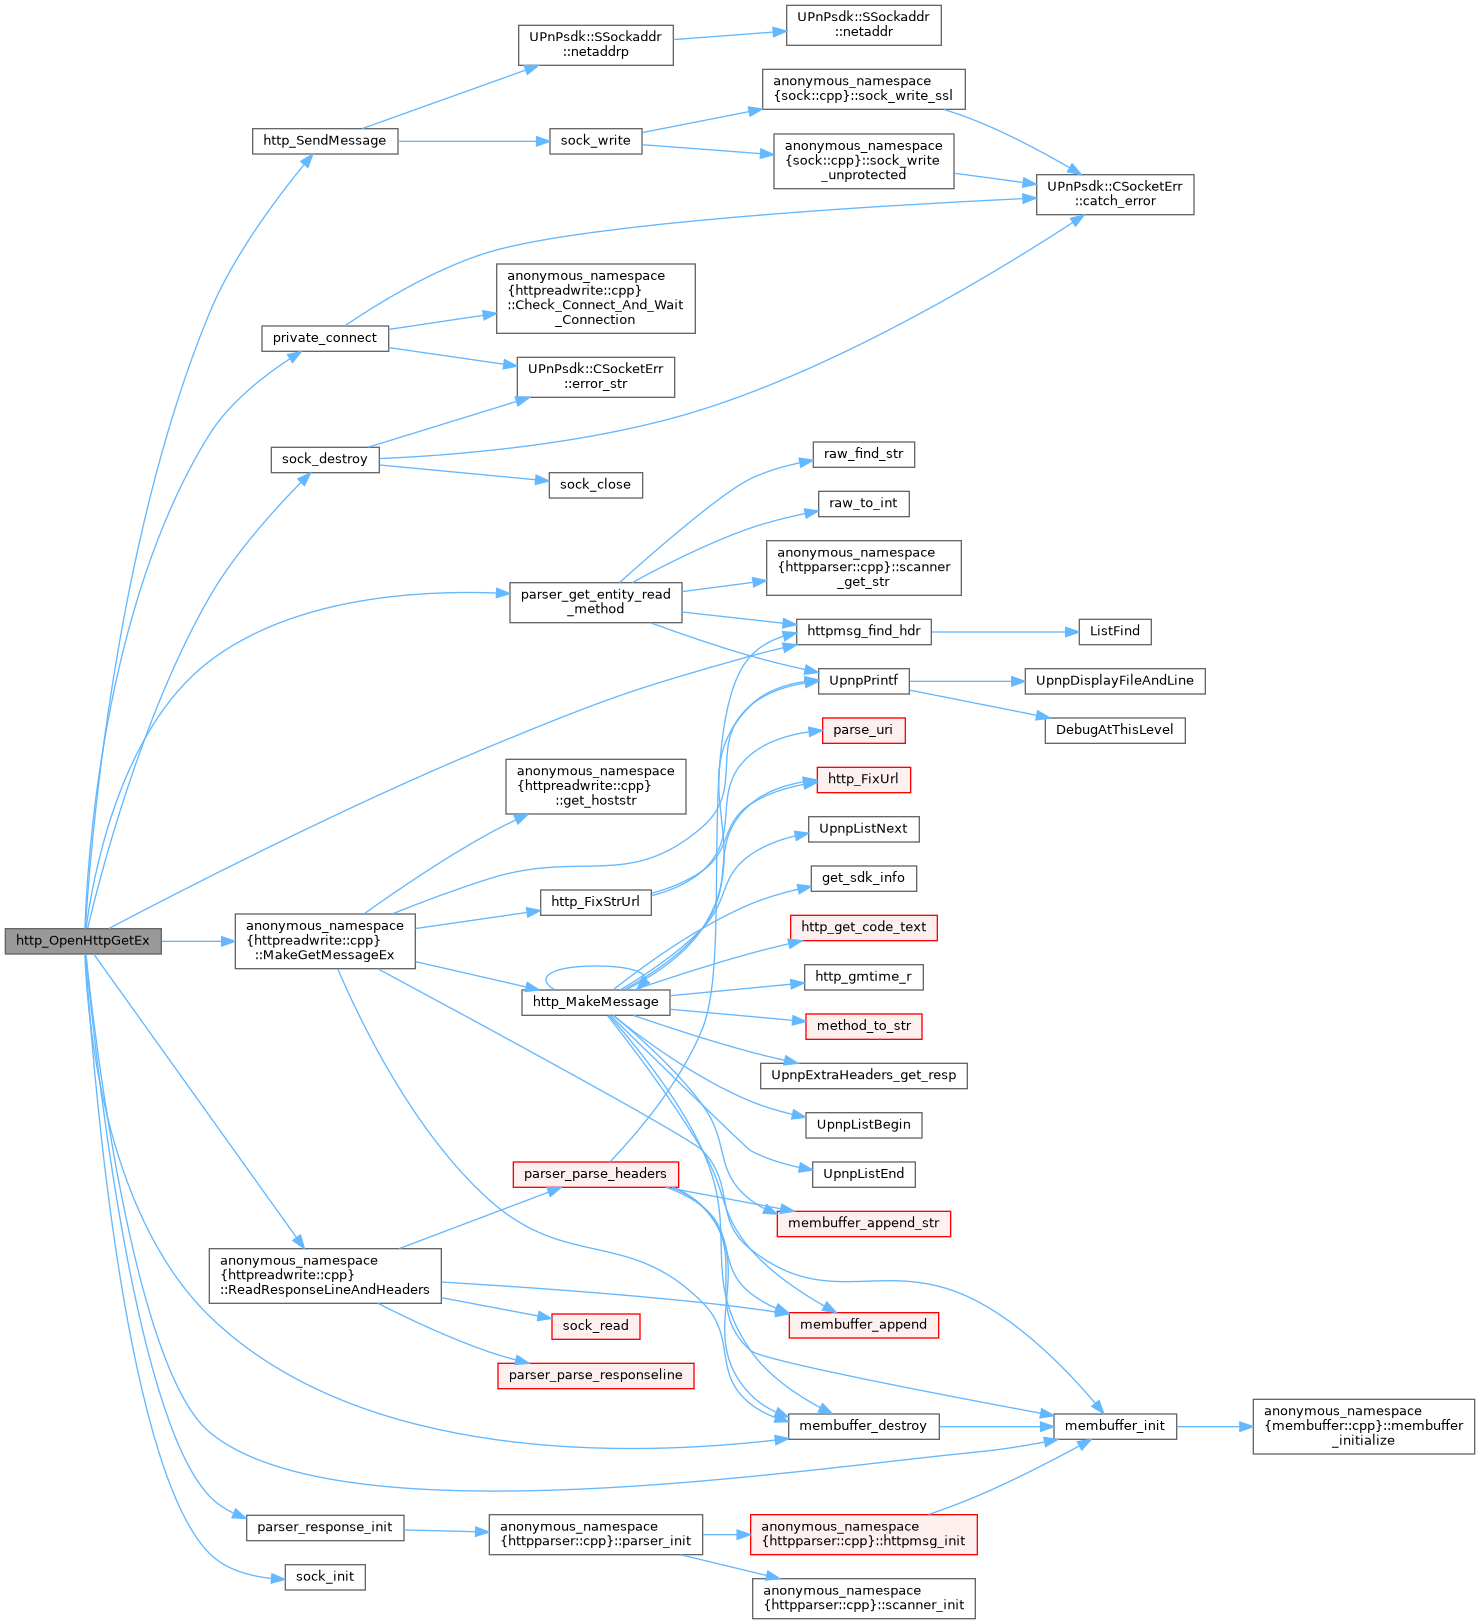 UPnPsdk::SSockaddr
::netaddr
UPnPsdk::SSockaddr
::netaddrp
anonymous_namespace
{sock::cpp}::sock_write_ssl
http_SendMessage
sock_write
anonymous_namespace
{sock::cpp}::sock_write
_unprotected
UPnPsdk::CSocketErr
::catch_error
anonymous_namespace
{httpreadwrite::cpp}
::Check_Connect_And_Wait
_Connection
private_connect
UPnPsdk::CSocketErr
::error_str
sock_destroy
sock_close
raw_find_str
raw_to_int
anonymous_namespace
{httpparser::cpp}::scanner
_get_str
parser_get_entity_read
_method
httpmsg_find_hdr
ListFind
UpnpPrintf
UpnpDisplayFileAndLine
DebugAtThisLevel
parse_uri
anonymous_namespace
{httpreadwrite::cpp}
::get_hoststr
http_FixUrl
UpnpListNext
get_sdk_info
http_FixStrUrl
http_get_code_text
http_OpenHttpGetEx
anonymous_namespace
{httpreadwrite::cpp}
::MakeGetMessageEx
http_gmtime_r
http_MakeMessage
method_to_str
UpnpExtraHeaders_get_resp
UpnpListBegin
UpnpListEnd
parser_parse_headers
membuffer_append_str
anonymous_namespace
{httpreadwrite::cpp}
::ReadResponseLineAndHeaders
sock_read
membuffer_append
parser_parse_responseline
membuffer_destroy
membuffer_init
anonymous_namespace
{membuffer::cpp}::membuffer
_initialize
parser_response_init
anonymous_namespace
{httpparser::cpp}::parser_init
anonymous_namespace
{httpparser::cpp}::httpmsg_init
sock_init
anonymous_namespace
{httpparser::cpp}::scanner_init